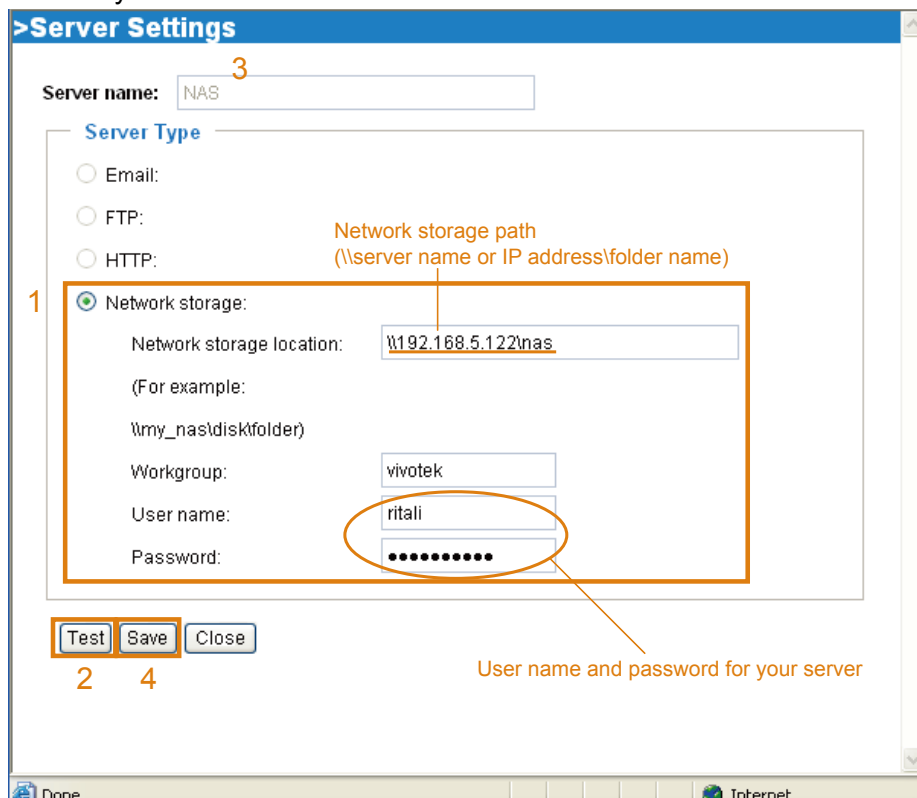 >Server Settings
3
Server name: NAS
Server Type
Email:
FTP:
HTTP:
Network storage path
(\\server name or IP address\folder name)
1
Network storage:
Network storage location: \\192.168.5.122\nas
(For example:
\\my_nas\disk\folder)
Workgroup: vivotek
User name: ritali
Password: ●●●●●●●●●●
Test Save Close
2 4
User name and password for your server
Done Internet